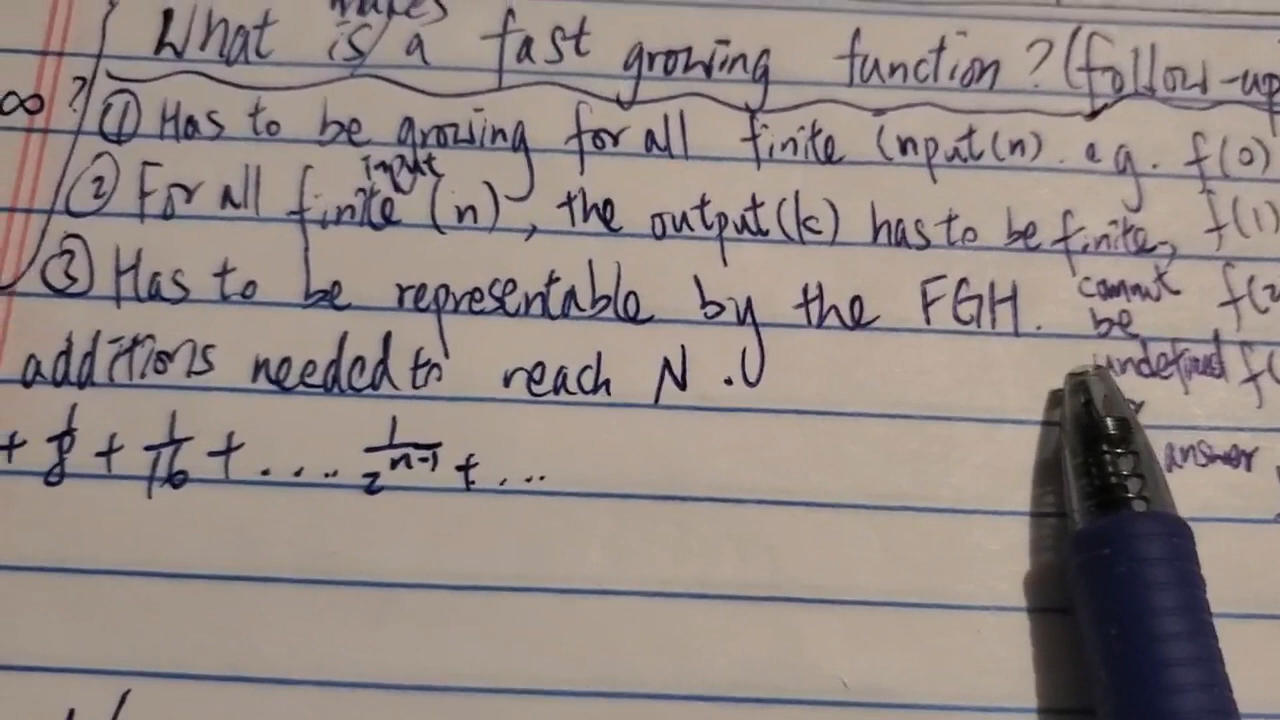 makes
What is a fast growing function? (follow-up
∞ ? ① Has to be growing for all finite input(n). eg. f(0)
input
② For all finite (n), the output(k) has to be finite, f(1)
③ Has to be representable by the FGH. cannot f(2
be
additions needed to reach N. undefined f(
+ 1/8 + 1/16 + .... 1/2^(n-1) + ... answer